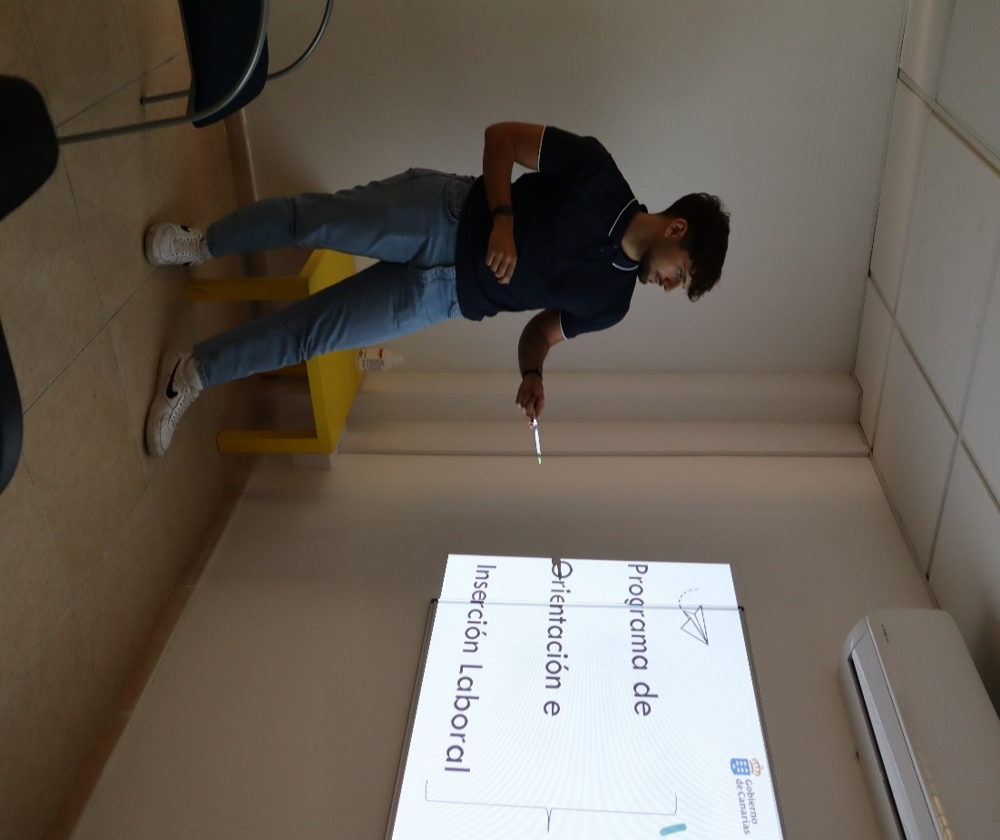 Programa de
Orientación e
Inserción Laboral
Gobierno
de Canarias